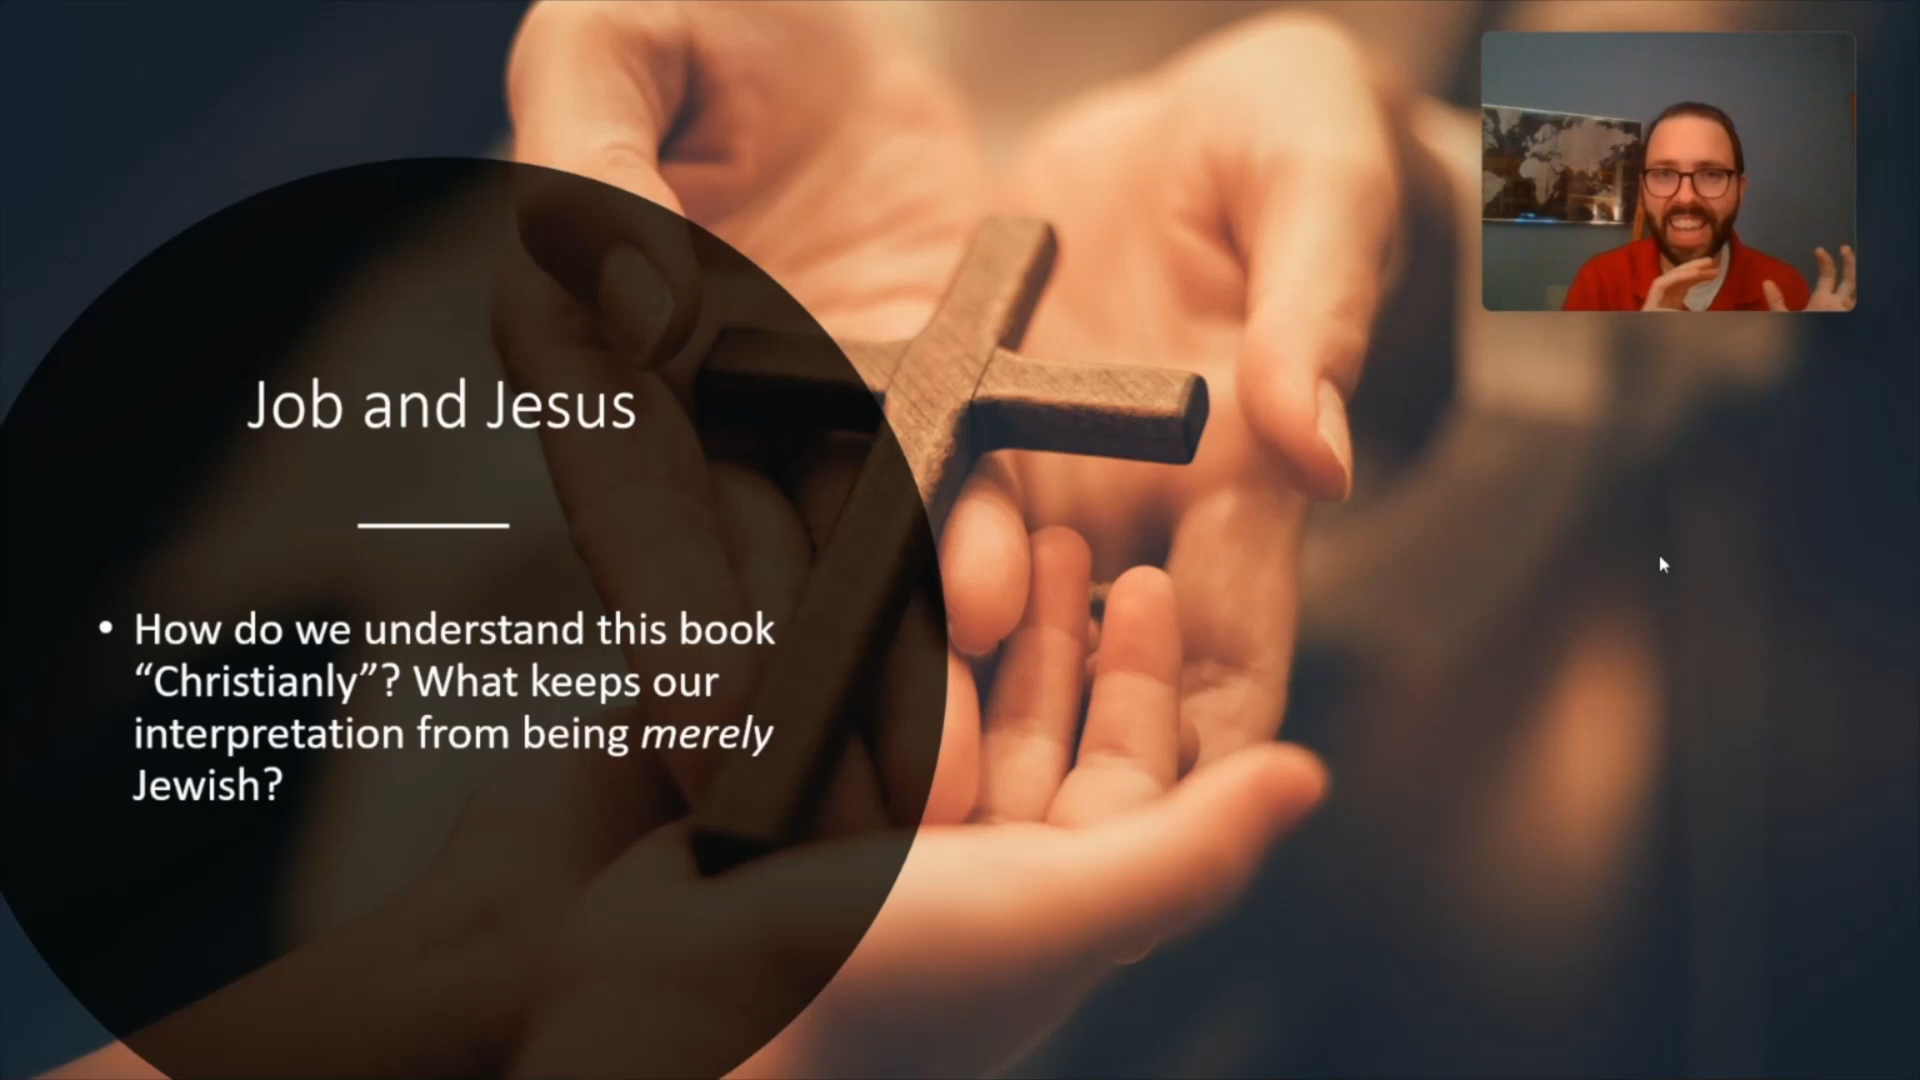 Job and Jesus
• How do we understand this book
“Christianly”? What keeps our
interpretation from being merely
Jewish?